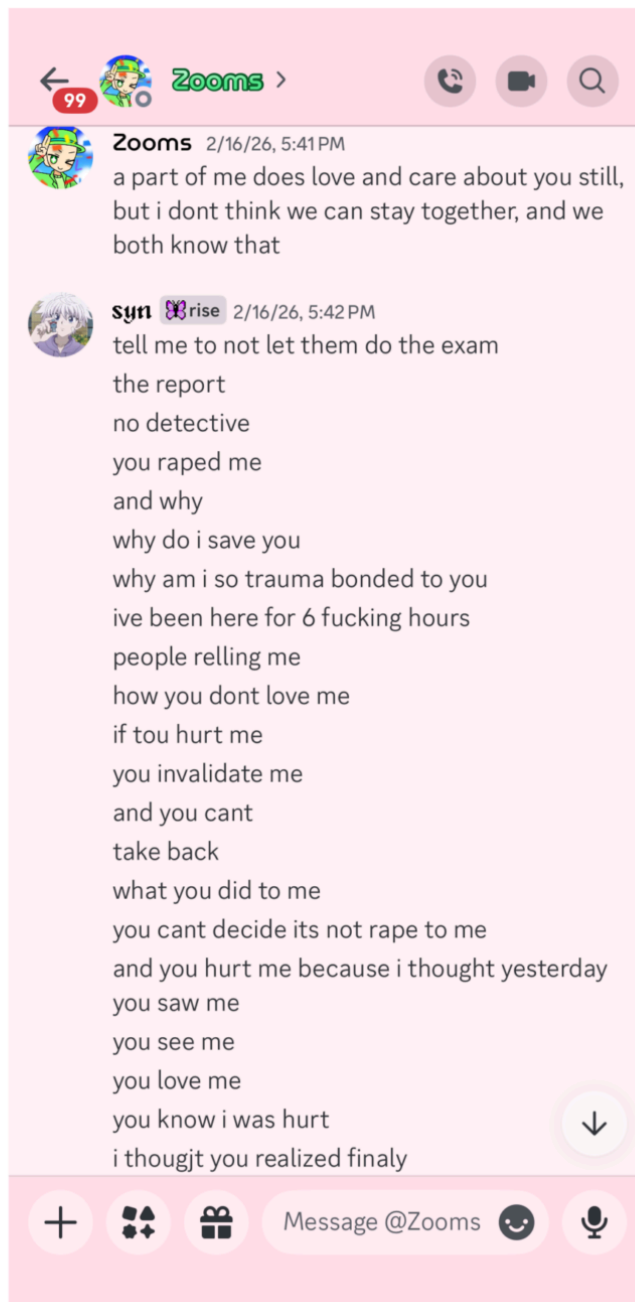 99
Zooms
Zooms 2/16/26, 5:41 PM
a part of me does love and care about you still,
but i dont think we can stay together, and we
both know that
syn rise 2/16/26, 5:42 PM
tell me to not let them do the exam
the report
no detective
you raped me
and why
why do i save you
why am i so trauma bonded to you
ive been here for 6 fucking hours
people relling me
how you dont love me
if tou hurt me
you invalidate me
and you cant
take back
what you did to me
you cant decide its not rape to me
and you hurt me because i thought yesterday
you saw me
you see me
you love me
you know i was hurt
i thougjt you realized finaly
Message @Zooms